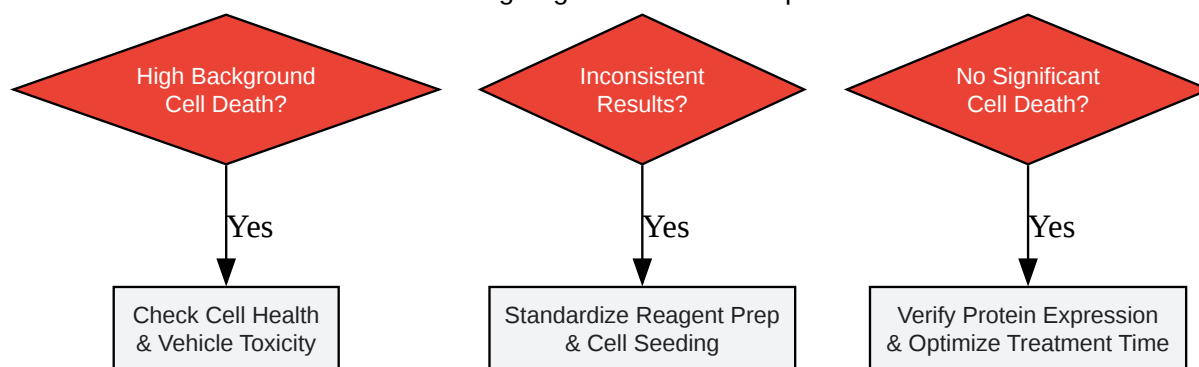 High Background
Cell Death?
Inconsistent
Results?
No Significant
Cell Death?
Yes
Yes
Yes
Check Cell Health
& Vehicle Toxicity
Standardize Reagent Prep
& Cell Seeding
Verify Protein Expression
& Optimize Treatment Time